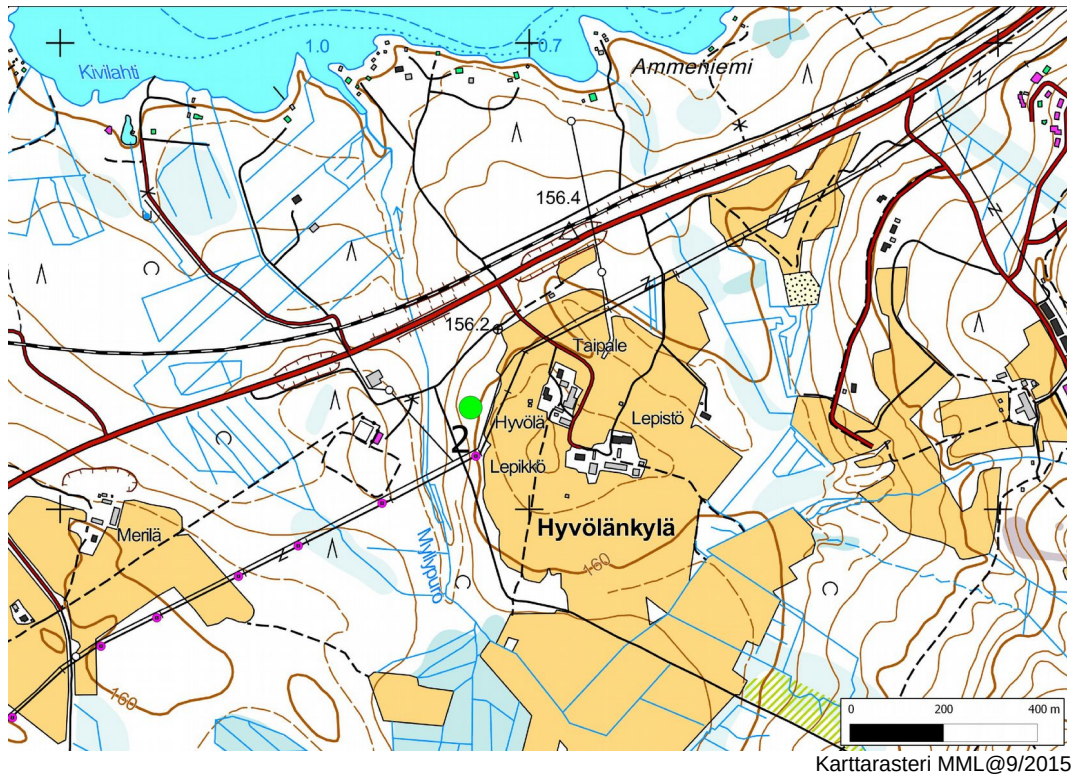 1.0
0.7
Kivilahti
Ammeniemi
156.4
156.2
Taipale
Hyvölä
Lepistö
2
Lepikkö
Merilä
Hyvölänkylä
Myllypuro
160
160
0 200 400 m
Karttarasteri MML@9/2015